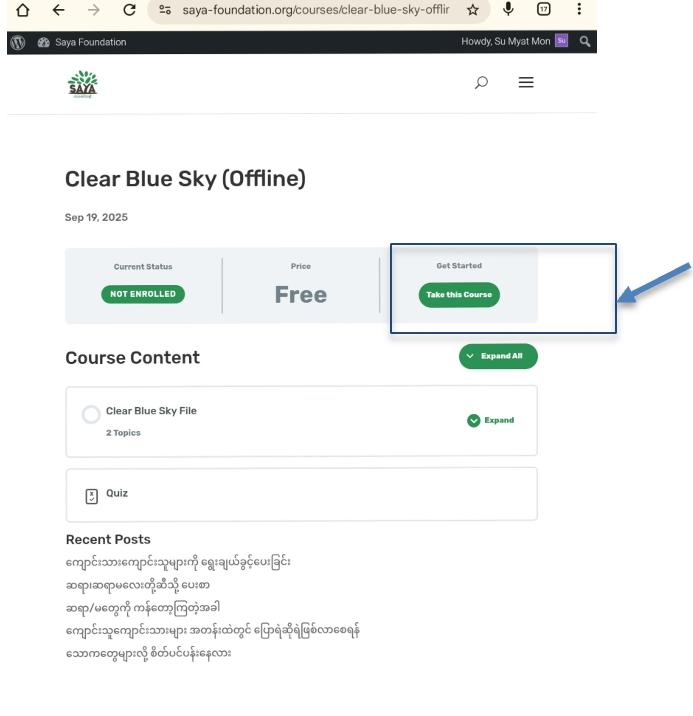 saya-foundation.org/courses/clear-blue-sky-offlir
17
Saya Foundation
Howdy, Su Myat Mon
Su
SAYA
Clear Blue Sky (Offline)
Sep 19, 2025
Current Status
Price
Get Started
NOT ENROLLED
Free
Take this Course
Course Content
Expand All
Clear Blue Sky File
2 Topics
Expand
Quiz
Recent Posts
ကျောင်းသားကျောင်းသူများကို ရွေးချယ်ခွင့်ပေးခြင်း
ဆရာ၊ဆရာမလေးတို့ဆီသို့ ပေးစာ
ဆရာ/မတွေကို ကန်တော့ကြတဲ့အခါ
ကျောင်းသူကျောင်းသားများ အတန်းထဲတွင် ပြောရဲဆိုရဲဖြစ်လာစေရန်
သောကတွေများလို့ စိတ်ပင်ပန်းနေလား